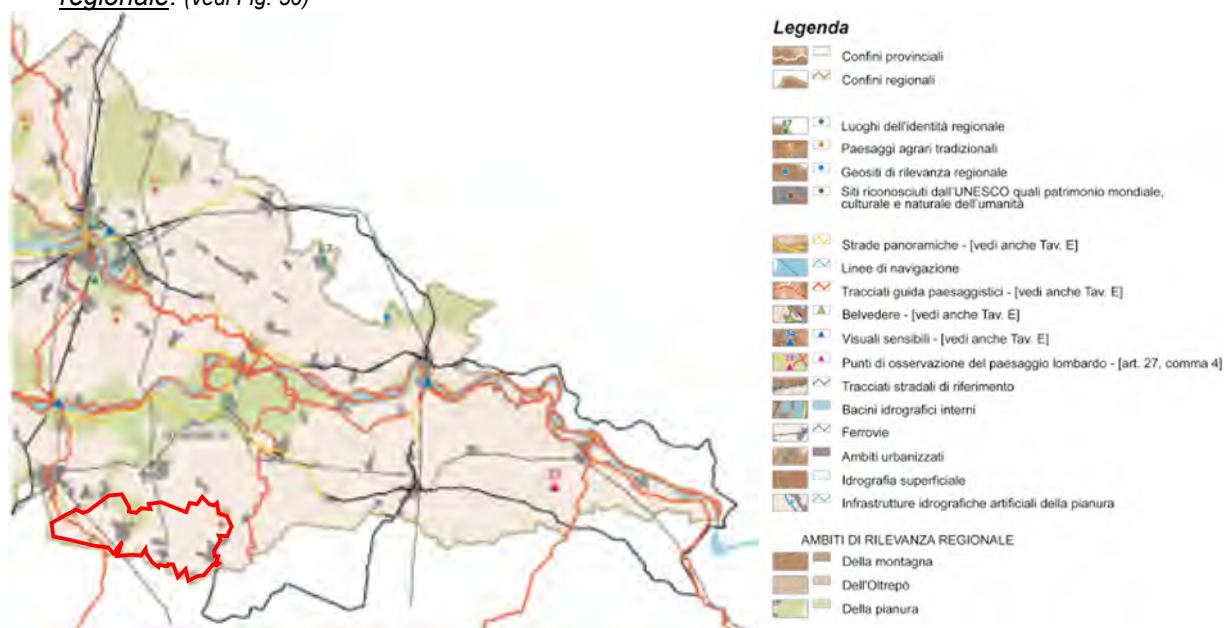 regionale. (vedi Fig. 30)
Legenda
Confini provinciali
Confini regionali
Luoghi dell'identità regionale
Paesaggi agrari tradizionali
Geositi di rilevanza regionale
Siti riconosciuti dall'UNESCO quali patrimonio mondiale,
culturale e naturale dell'umanità
Strade panoramiche - [vedi anche Tav. E]
Linee di navigazione
Tracciati guida paesaggistici - [vedi anche Tav. E]
Belvedere - [vedi anche Tav. E]
Visuali sensibili - [vedi anche Tav. E]
Punti di osservazione del paesaggio lombardo - [art. 27, comma 4]
Tracciati stradali di riferimento
Bacini idrografici interni
Ferrovie
Ambiti urbanizzati
Idrografia superficiale
Infrastrutture idrografiche artificiali della pianura
AMBITI DI RILEVANZA REGIONALE
Della montagna
Dell'Oltrepò
Della pianura